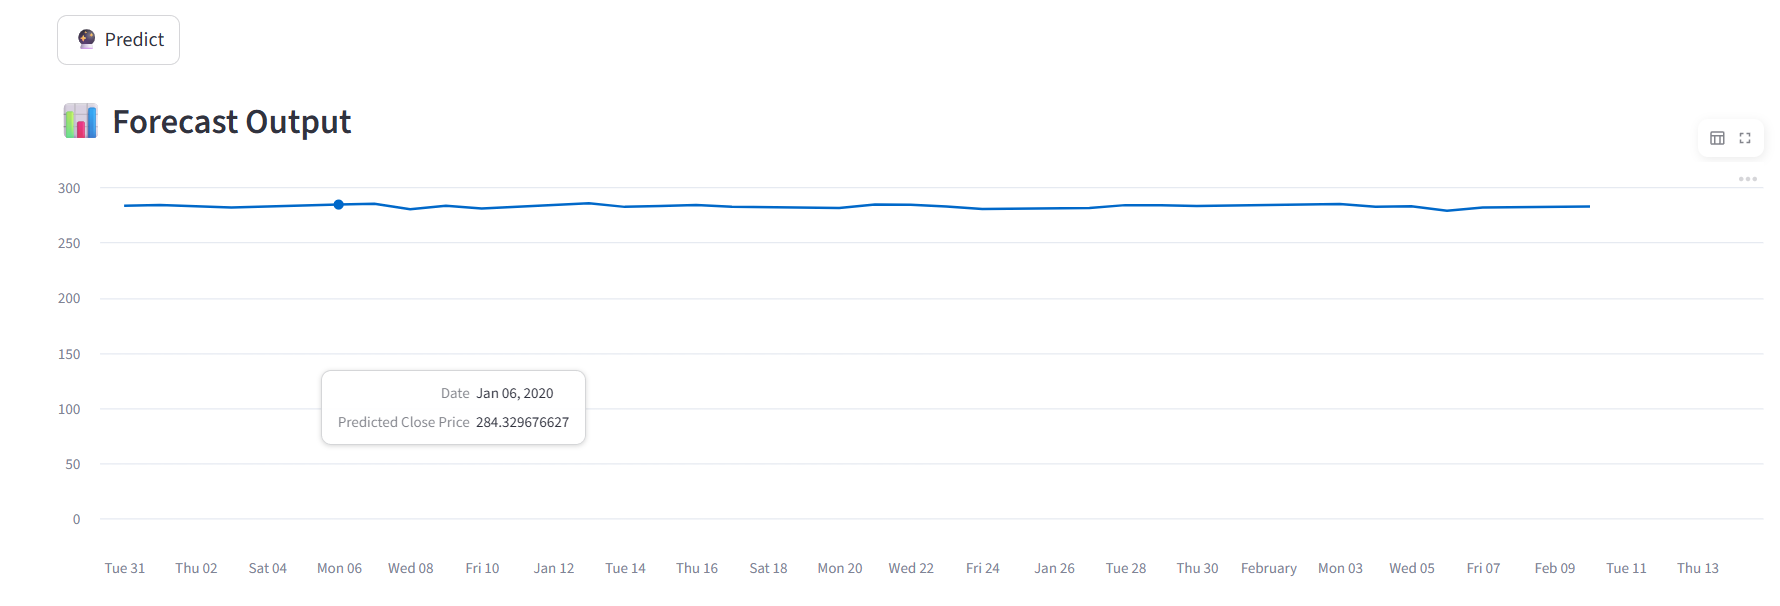 Predict
Forecast Output
300
250
200
150
100
50
0
Date Jan 06, 2020
Predicted Close Price 284.329676627
Tue 31 Thu 02 Sat 04 Mon 06 Wed 08 Fri 10 Jan 12 Tue 14 Thu 16 Sat 18 Mon 20 Wed 22 Fri 24 Jan 26 Tue 28 Thu 30 February Mon 03 Wed 05 Fri 07 Feb 09 Tue 11 Thu 13